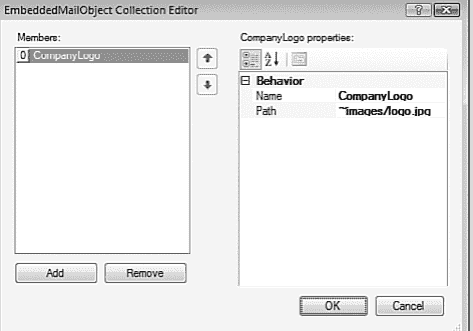 EmbeddedMailObject Collection Editor
Members:
0 CompanyLogo
Add
Remove
CompanyLogo properties:
Behavior
Name CompanyLogo
Path ~images/logo.jpg
OK
Cancel